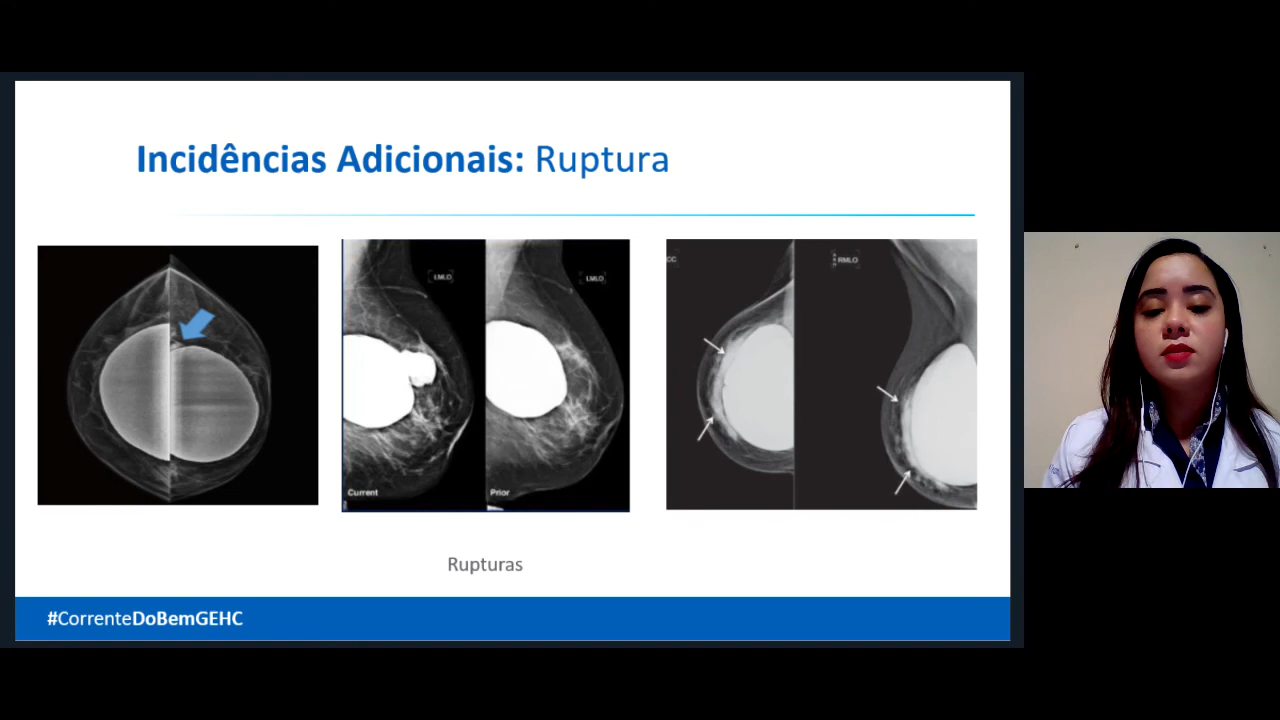 Incidências Adicionais: Ruptura
LMLO
LMLO
Current
Prior
CC
RMLO
Rupturas
#CorrenteDoBemGEHC